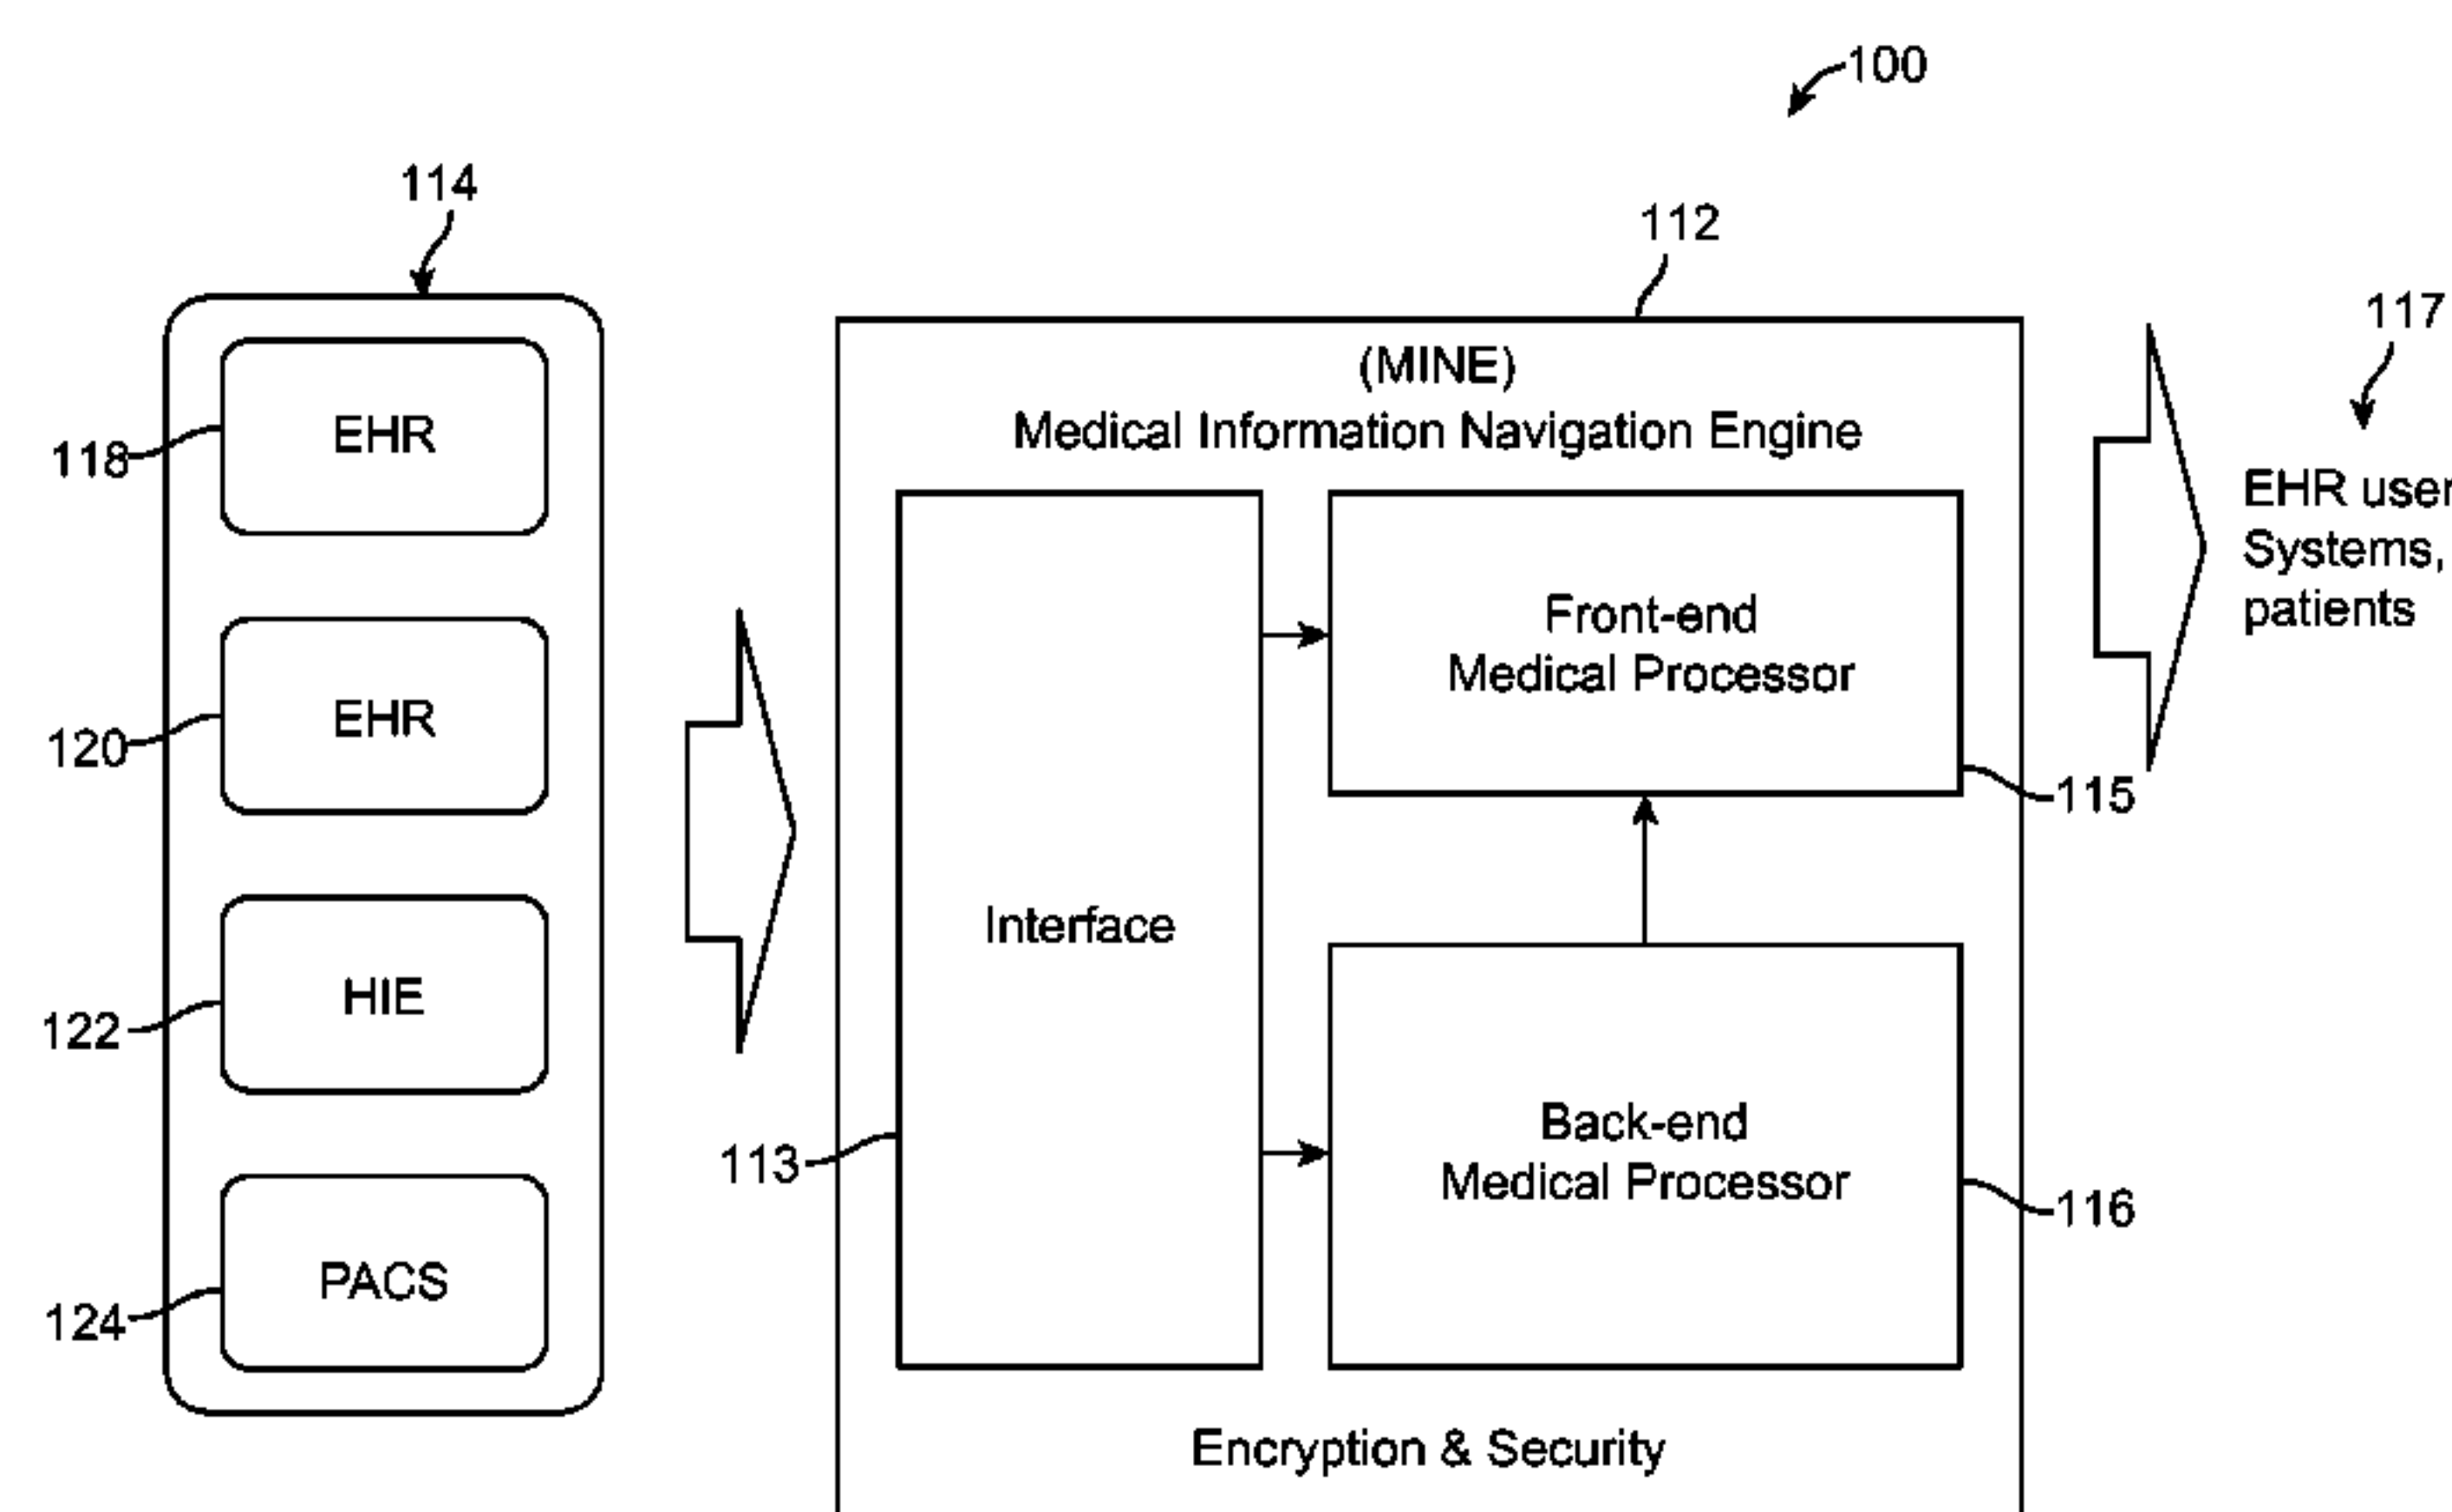 100
114
112
117
(MINE)
Medical Information Navigation Engine
118
EHR
EHR user
Systems,
patients
Front-end
Medical Processor
120
EHR
115
Interface
122
HIE
Back-end
Medical Processor
113
116
124
PACS
Encryption & Security